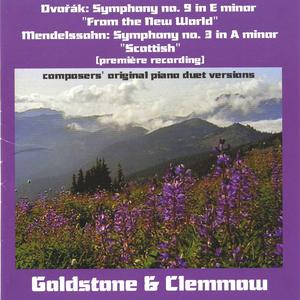 Dvořák: Symphony no. 9 in E minor
"From the New World"
Mendelssohn: Symphony no. 3 in A minor
"Scottish"
(première recording)
composers' original piano duet versions
Goldstone & Clemmow